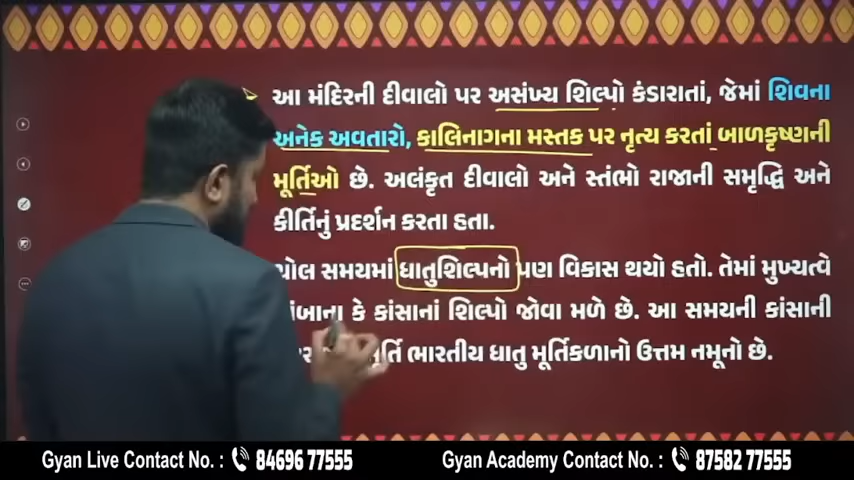 આ મંદિરની દીવાલો પર અસંખ્ય શિલ્પો કંડારાતાં, જેમાં શિવના
અનેક અવતારો, કાલિનાગના મસ્તક પર નૃત્ય કરતાં બાળકૃષ્ણની
મૂર્તિઓ છે. અલંકૃત દીવાલો અને સ્તંભો રાજાની સમૃદ્ધિ અને
કીર્તિનું પ્રદર્શન કરતા હતા.
સમયમાં ધાતુશિલ્પનો પણ વિકાસ થયો હતો. તેમાં મુખ્યત્વે
કે કાંસાનાં શિલ્પો જોવા મળે છે. આ સમયની કાંસાની
ભારતીય ધાતુ મૂર્તિકળાનો ઉત્તમ નમૂનો છે.
Gyan Live Contact No. : 84696 77555 Gyan Academy Contact No. : 87582 77555